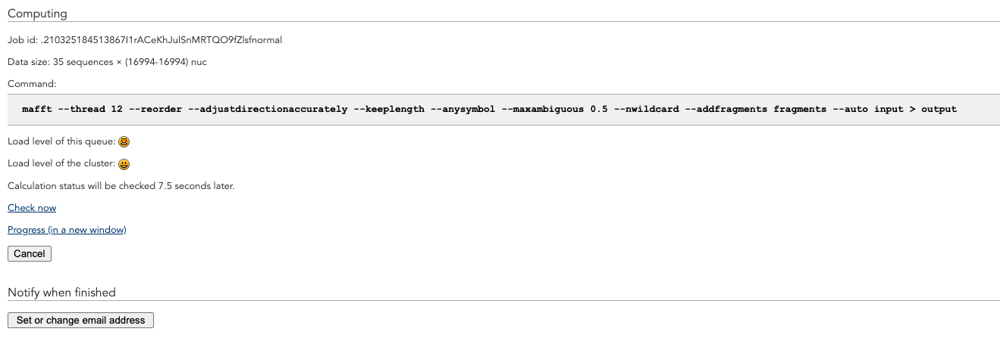 Computing
Job id: .210325184513867I1rACeKhJulSnMRTQO9fZlsfnormal
Data size: 35 sequences × (16994-16994) nuc
Command:
mafft --thread 12 --reorder --adjustdirectionaccurately --keeplength --anysymbol --maxambiguous 0.5 --nwildcard --addfragments fragments --auto input > output
Load level of this queue:
Load level of the cluster:
Calculation status will be checked 7.5 seconds later.
Check now
Progress (in a new window)
Cancel
Notify when finished
Set or change email address